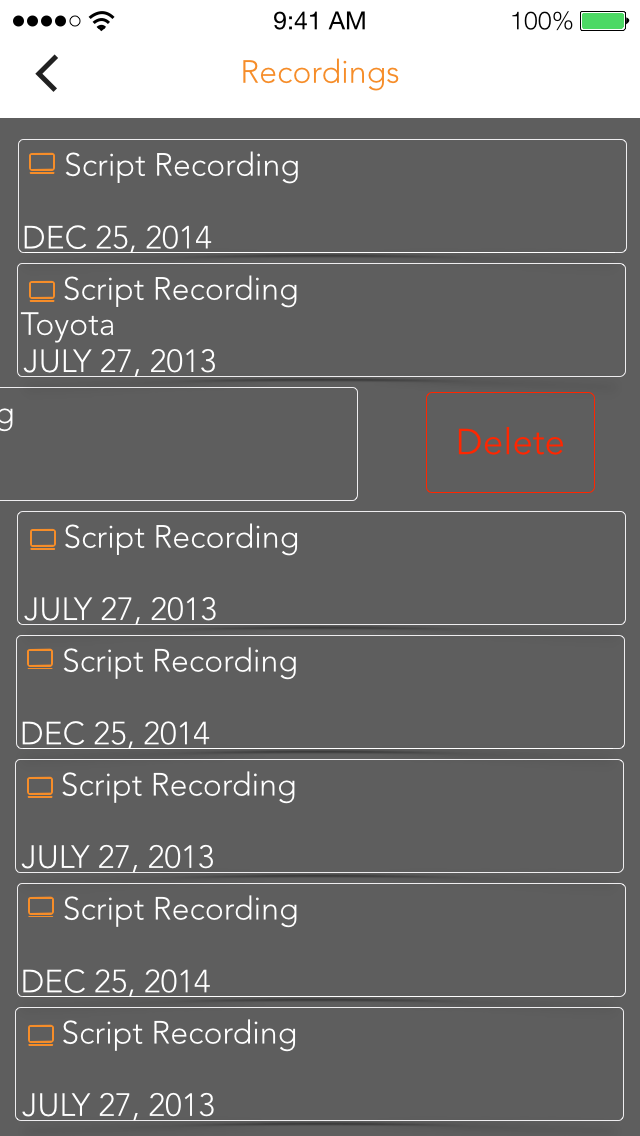 9:41 AM 100%
Recordings
Script Recording
DEC 25, 2014
Script Recording
Toyota
JULY 27, 2013
g
Delete
Script Recording
JULY 27, 2013
Script Recording
DEC 25, 2014
Script Recording
JULY 27, 2013
Script Recording
DEC 25, 2014
Script Recording
JULY 27, 2013